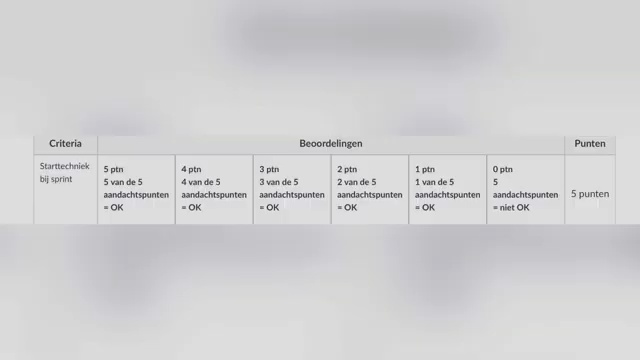 Criteria Beoordelingen Punten
Starttechniek
bij sprint
5 ptn
5 van de 5
aandachtspunten
= OK
4 ptn
4 van de 5
aandachtspunten
= OK
3 ptn
3 van de 5
aandachtspunten
= OK
2 ptn
2 van de 5
aandachtspunten
= OK
1 ptn
1 van de 5
aandachtspunten
= OK
0 ptn
5
aandachtspunten
= niet OK
5 punten